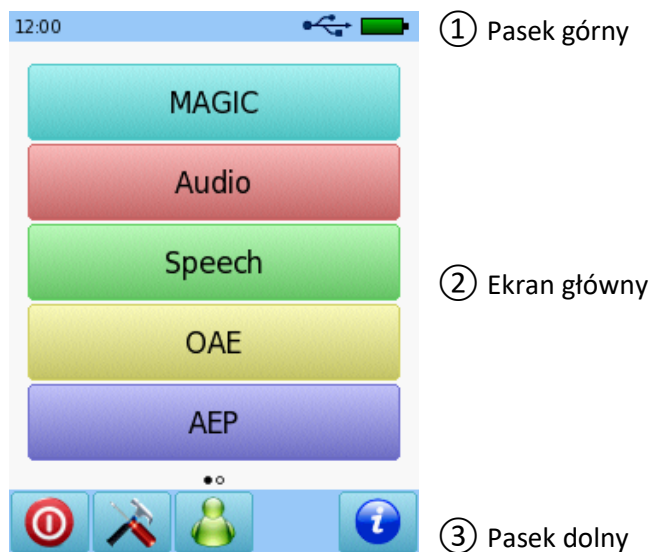 12:00
① Pasek górny
MAGIC
Audio
Speech
② Ekran główny
OAE
AEP
③ Pasek dolny